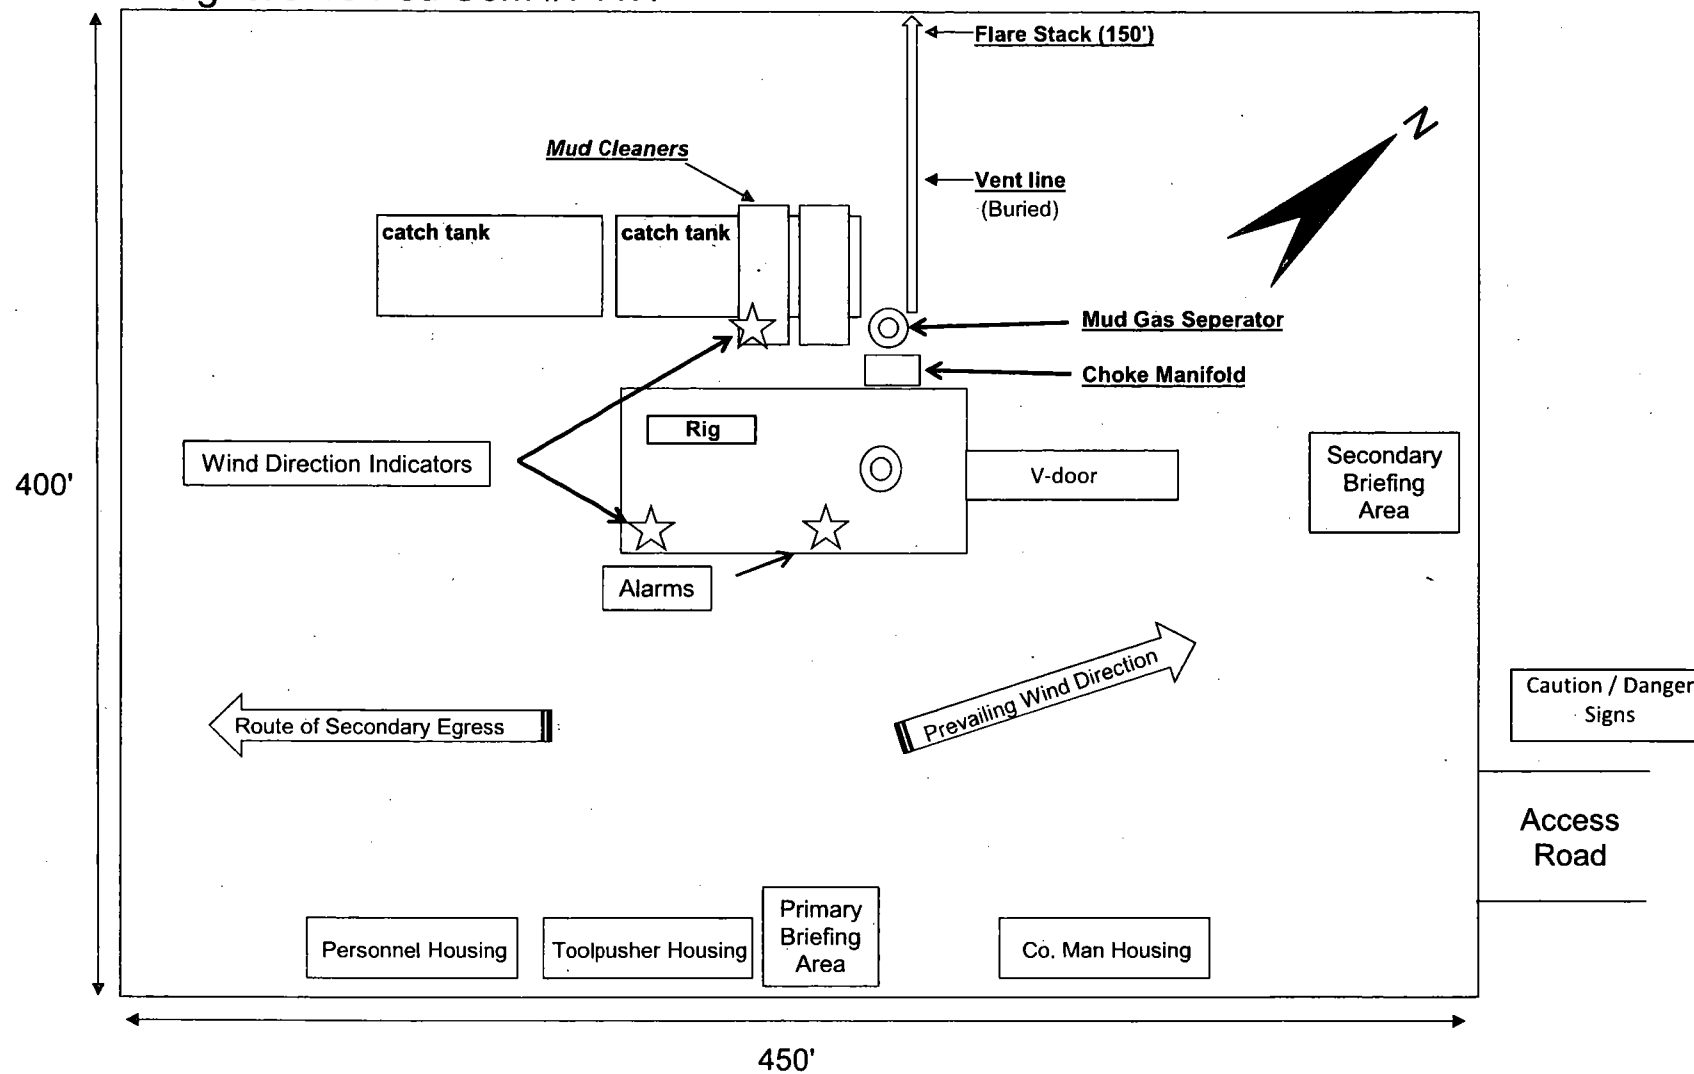 Flare Stack (150')
N
Mud Cleaners
Vent line
(Buried)
catch tank
catch tank
Mud Gas Seperator
Choke Manifold
Rig
Wind Direction Indicators
V-door
Secondary
Briefing
Area
400'
Alarms
Prevailing Wind Direction
Route of Secondary Egress
Caution / Danger
Signs
Access
Road
Primary
Briefing
Area
Personnel Housing
Toolpusher Housing
Co. Man Housing
450'